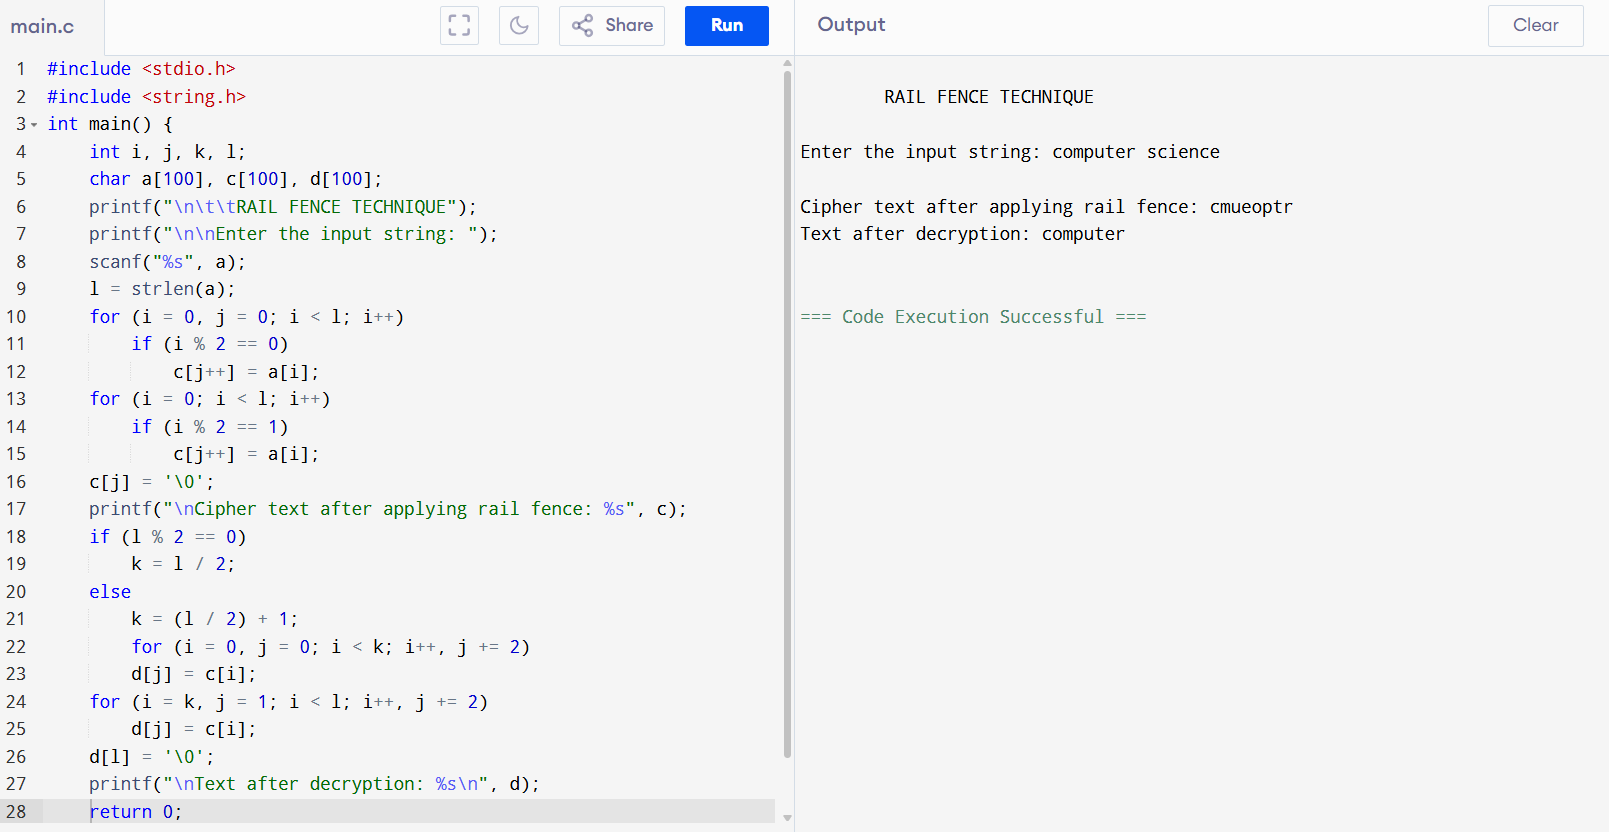 main.c
Share
Run
Output
Clear
1 #include <stdio.h>
2 #include <string.h>
3 int main() {
4     int i, j, k, l;
5     char a[100], c[100], d[100];
6     printf("\n\t\tRAIL FENCE TECHNIQUE");
7     printf("\n\nEnter the input string: ");
8     scanf("%s", a);
9     l = strlen(a);
10     for (i = 0, j = 0; i < l; i++)
11         if (i % 2 == 0)
12             c[j++] = a[i];
13     for (i = 0; i < l; i++)
14         if (i % 2 == 1)
15             c[j++] = a[i];
16     c[j] = '\0';
17     printf("\nCipher text after applying rail fence: %s", c);
18     if (l % 2 == 0)
19         k = l / 2;
20     else
21         k = (l / 2) + 1;
22         for (i = 0, j = 0; i < k; i++, j += 2)
23         d[j] = c[i];
24     for (i = k, j = 1; i < l; i++, j += 2)
25         d[j] = c[i];
26     d[l] = '\0';
27     printf("\nText after decryption: %s\n", d);
28     return 0;
RAIL FENCE TECHNIQUE
Enter the input string: computer science
Cipher text after applying rail fence: cmueoptr
Text after decryption: computer
=== Code Execution Successful ===